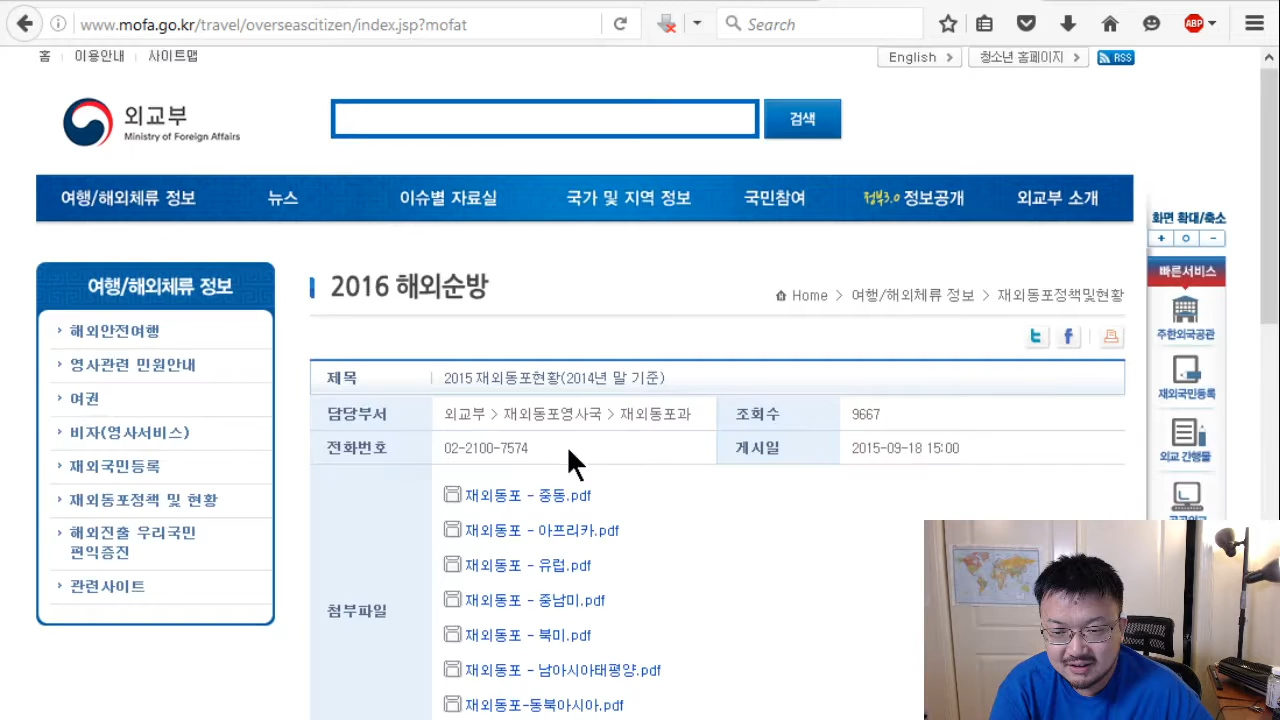 www.mofa.go.kr/travel/overseascitizen/index.jsp?mofat
Search
ABP
홈 이용안내 사이트맵
English 청소년 홈페이지 RSS
외교부
Ministry of Foreign Affairs
검색
여행/해외체류 정보 뉴스 이슈별 자료실 국가 및 지역 정보 국민참여 정부3.0 정보공개 외교부 소개
화면 확대/축소
여행/해외체류 정보
해외안전여행
영사관련 민원안내
여권
비자(영사서비스)
재외국민등록
재외동포정책 및 현황
해외진출 우리국민
편익증진
관련사이트
2016 해외순방
Home > 여행/해외체류 정보 > 재외동포정책및현황
제목 2015 재외동포현황(2014년 말 기준)
담당부서 외교부 > 재외동포영사국 > 재외동포과 조회수 9667
전화번호 02-2100-7574 게시일 2015-09-18 15:00
첨부파일
재외동포 - 중동.pdf
재외동포 - 아프리카.pdf
재외동포 - 유럽.pdf
재외동포 - 중남미.pdf
재외동포 - 북미.pdf
재외동포 - 남아시아태평양.pdf
재외동포-동북아시아.pdf
빠른서비스
주한외국공관
재외국민등록
외교 간행물